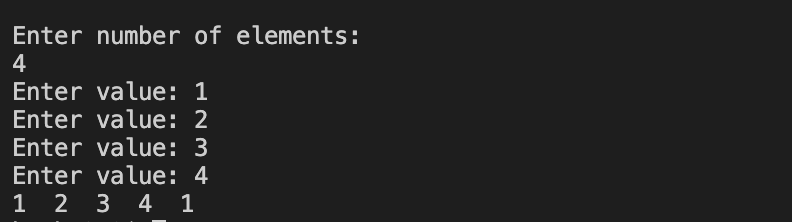 Enter number of elements:
4
Enter value: 1
Enter value: 2
Enter value: 3
Enter value: 4
1  2  3  4  1